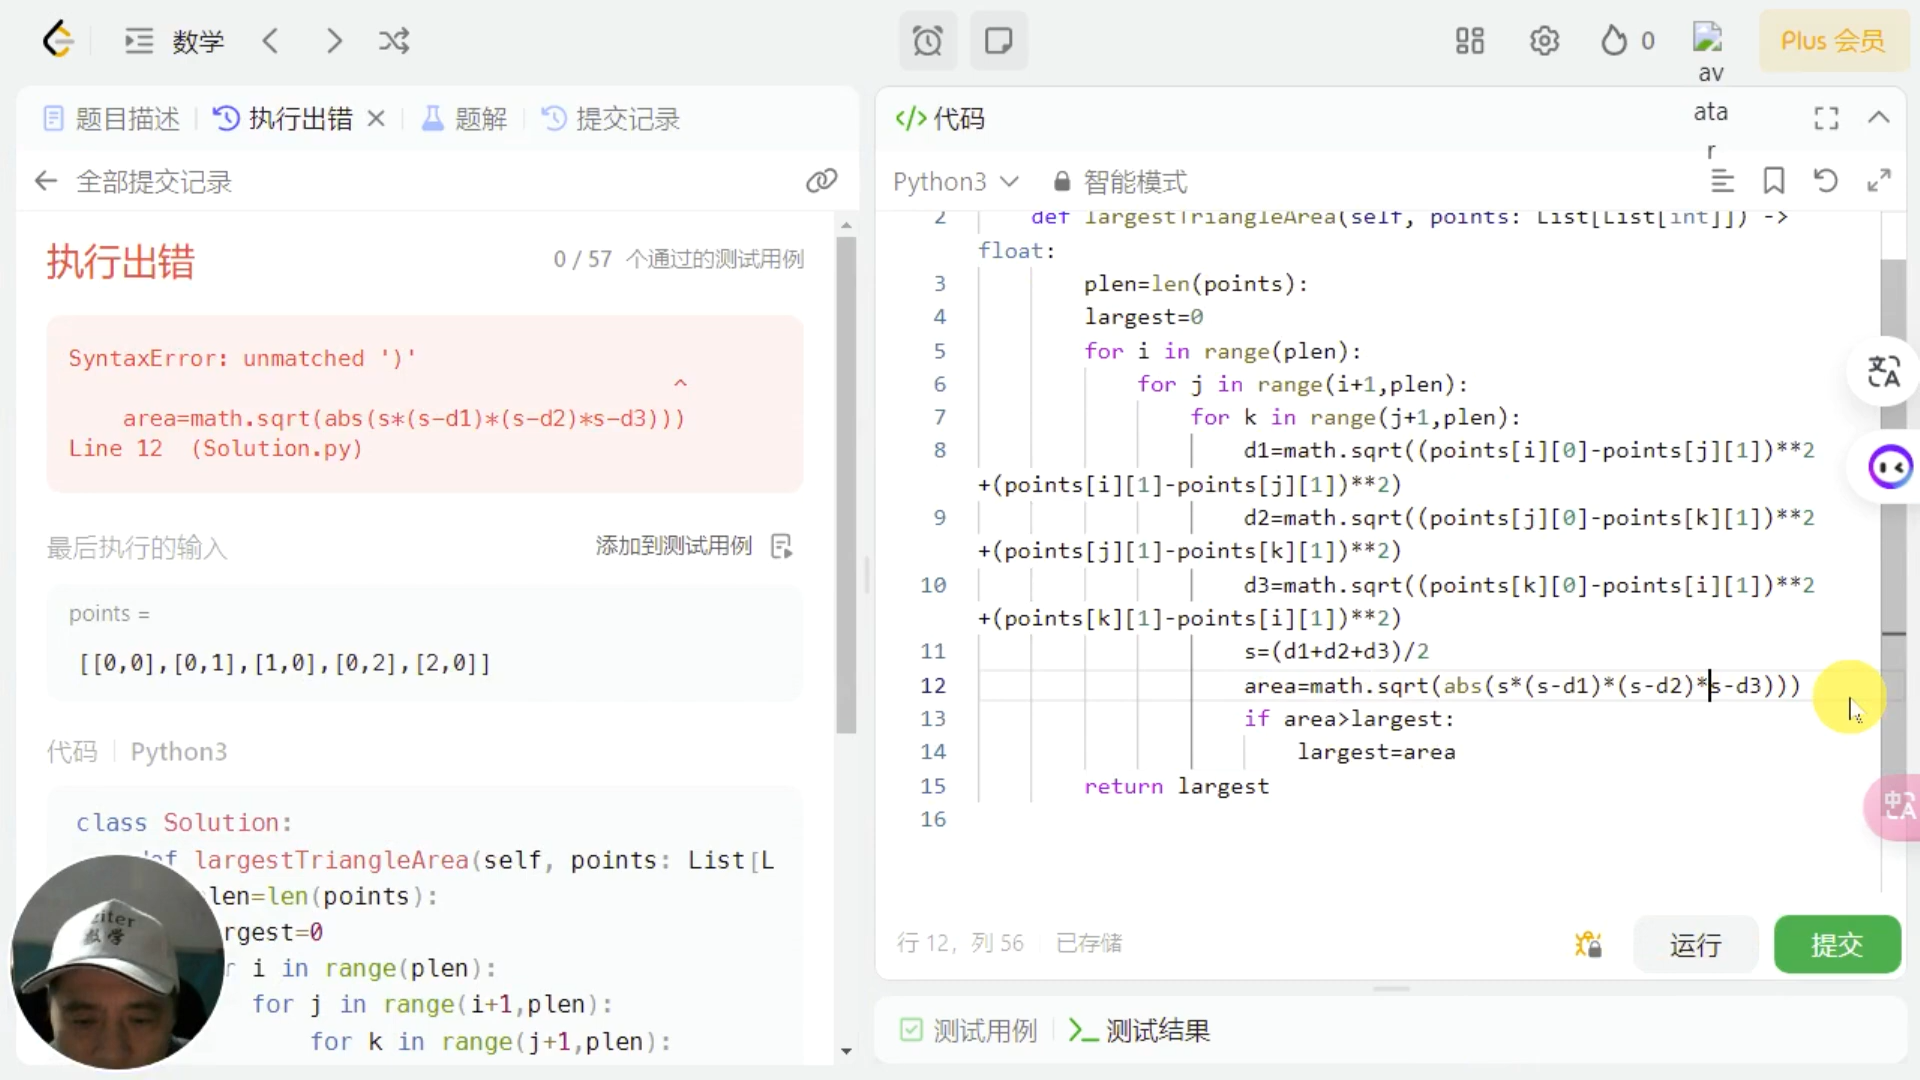 数学
0
avatar
Plus 会员
题目描述
执行出错
题解
提交记录
全部提交记录
执行出错
0 / 57 个通过的测试用例
SyntaxError: unmatched ')'
^
area=math.sqrt(abs(s*(s-d1)*(s-d2)*s-d3)))
Line 12 (Solution.py)
最后执行的输入
添加到测试用例
points =
[[0,0],[0,1],[1,0],[0,2],[2,0]]
代码
Python3
class Solution:
largestTriangleArea(self, points: List[L
len=len(points):
rgest=0
r i in range(plen):
for j in range(i+1,plen):
for k in range(j+1,plen):
数学
</> 代码
Python3
智能模式
2 def largestTriangleArea(self, points: List[List[int]]) ->
float:
3 plen=len(points):
4 largest=0
5 for i in range(plen):
6 for j in range(i+1,plen):
7 for k in range(j+1,plen):
8 d1=math.sqrt((points[i][0]-points[j][1])**2
+(points[i][1]-points[j][1])**2)
9 d2=math.sqrt((points[j][0]-points[k][1])**2
+(points[j][1]-points[k][1])**2)
10 d3=math.sqrt((points[k][0]-points[i][1])**2
+(points[k][1]-points[i][1])**2)
11 s=(d1+d2+d3)/2
12 area=math.sqrt(abs(s*(s-d1)*(s-d2)*s-d3)))
13 if area>largest:
14 largest=area
15 return largest
16
行 12, 列 56
已存储
运行
提交
测试用例
测试结果